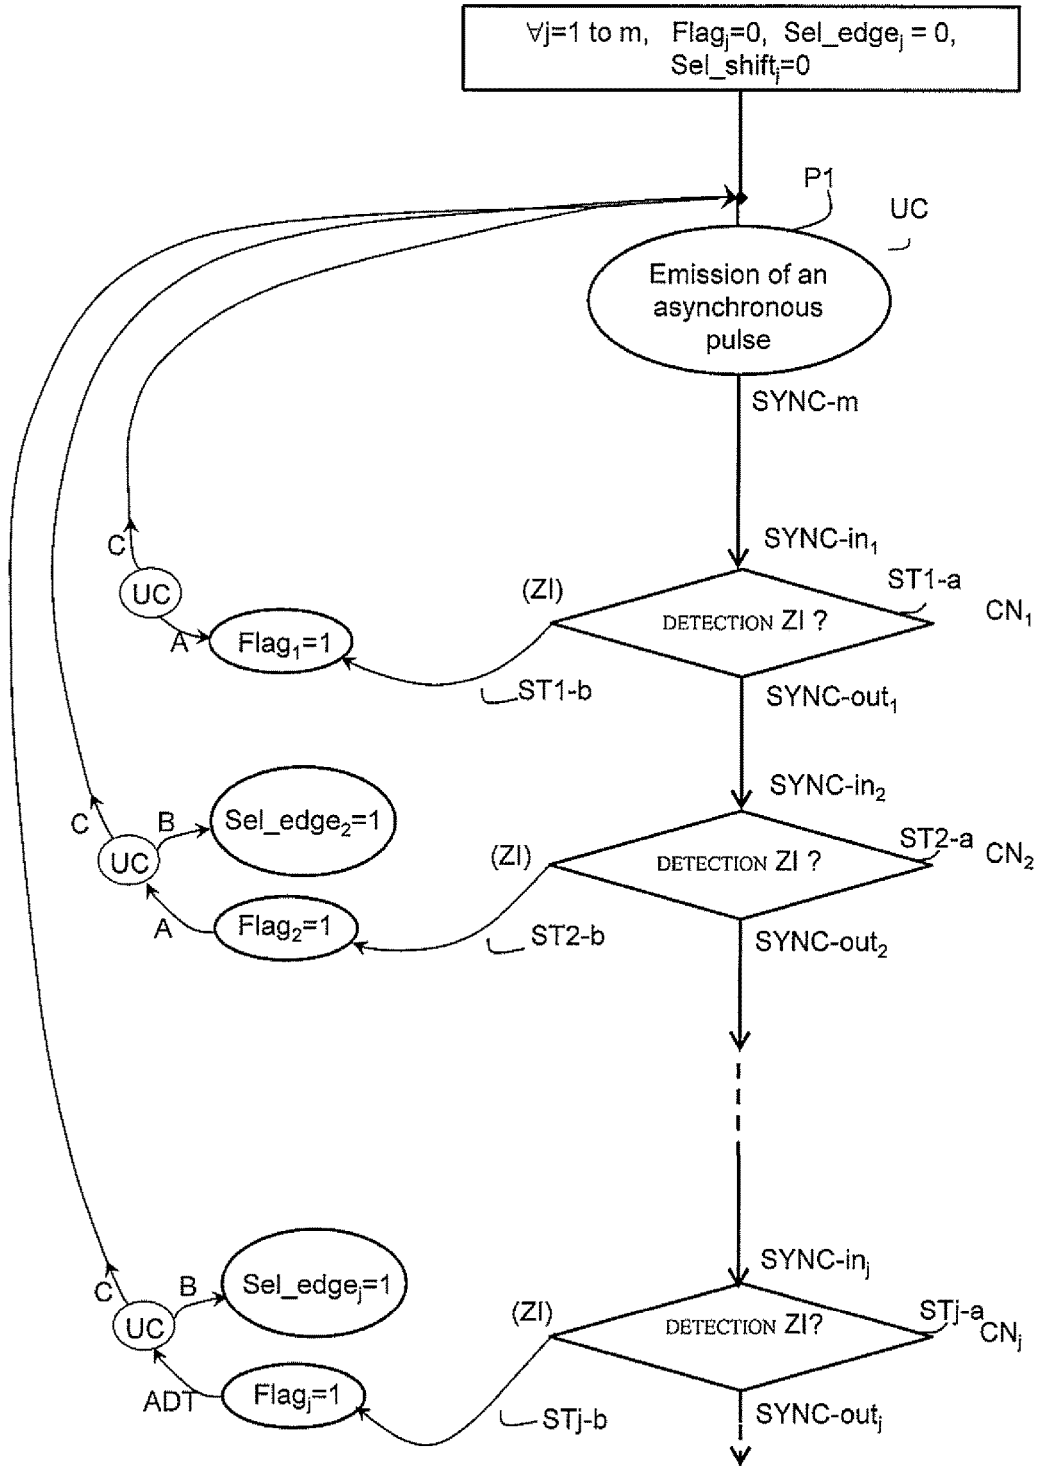 ∀j=1 to m, Flagj=0, Sel_edgej = 0,
Sel_shiftj=0
P1
UC
Emission of an
asynchronous
pulse
SYNC-m
SYNC-in1
C
UC
A
Flag1=1
(ZI)
DETECTION ZI ?
ST1-a
CN1
ST1-b
SYNC-out1
SYNC-in2
C
B
Sel_edge2=1
UC
A
Flag2=1
(ZI)
DETECTION ZI ?
ST2-a
CN2
ST2-b
SYNC-out2
SYNC-inj
C
B
Sel_edgej=1
UC
ADT
Flagj=1
(ZI)
DETECTION ZI?
STj-a
CNj
STj-b
SYNC-outj